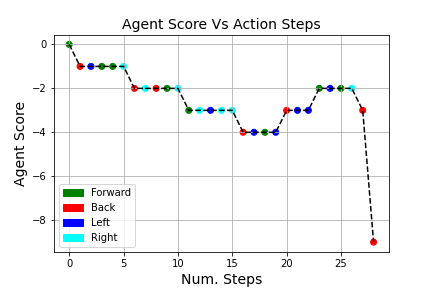 Agent Score Vs Action Steps
0
−2
−4
−6
−8
Agent Score
Forward
Back
Left
Right
0 5 10 15 20 25
Num. Steps